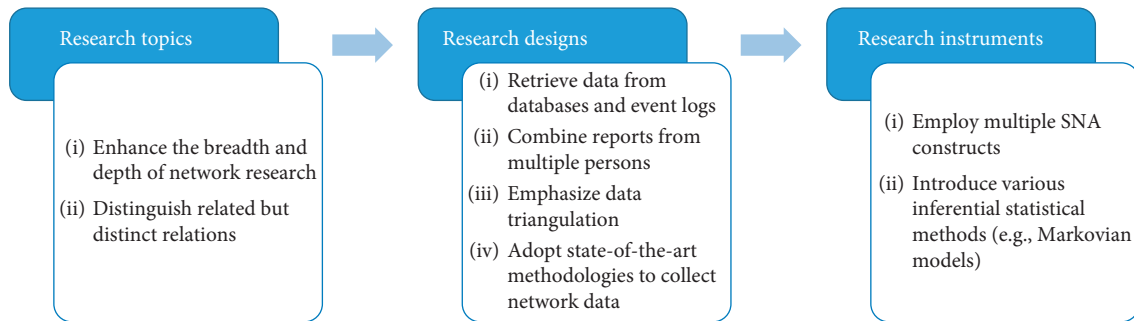 Research topics
(i) Enhance the breadth and
depth of network research
(ii) Distinguish related but
distinct relations
Research designs
(i) Retrieve data from
databases and event logs
(ii) Combine reports from
multiple persons
(iii) Emphasize data
triangulation
(iv) Adopt state-of-the-art
methodologies to collect
network data
Research instruments
(i) Employ multiple SNA
constructs
(ii) Introduce various
inferential statistical
methods (e.g., Markovian
models)